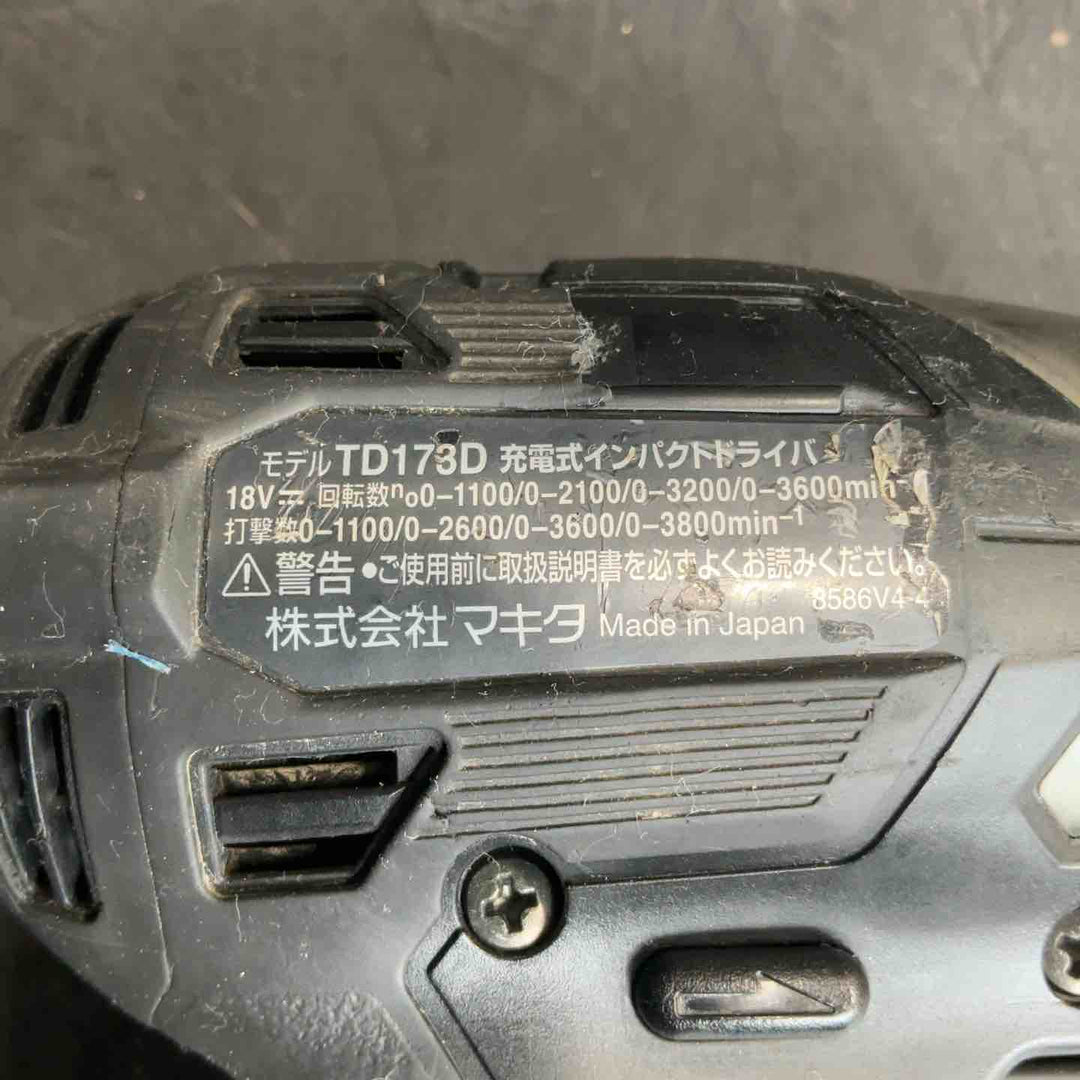 モデル TD173D 充電式インパクトドライバ
18V⎓ 回転数n₀0-1100/0-2100/0-3200/0-3600min⁻
打撃数0-1100/0-2600/0-3600/0-3800min⁻¹
⚠警告 •ご使用前に取扱説明書を必ずよくお読みください。
8586V4-4
株式会社マキタ Made in Japan